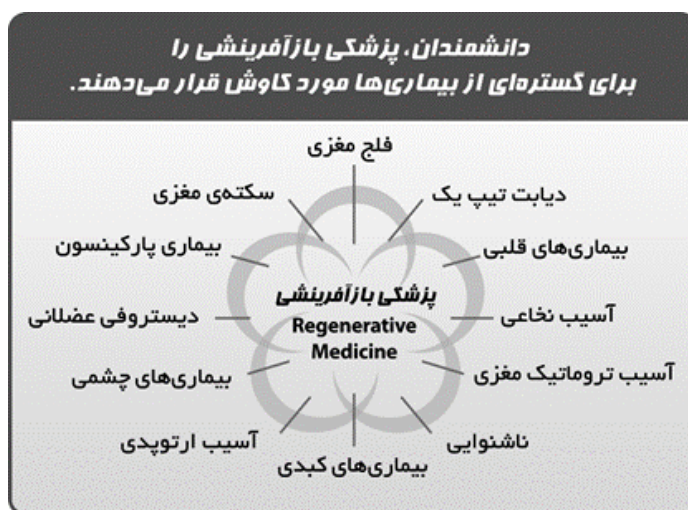 دانشمندان، پزشکی بازآفرینشی را
برای گستره‌ای از بیماری‌ها مورد کاوش قرار می‌دهند.
فلج مغزی
دیابت تیپ یک
سکته‌ی مغزی
بیماری‌های قلبی
بیماری پارکینسون
پزشکی بازآفرینشی
Regenerative
Medicine
آسیب نخاعی
دیستروفی عضلانی
آسیب تروماتیک مغزی
بیماری‌های چشمی
ناشنوایی
آسیب ارتوپدی
بیماری‌های کبدی